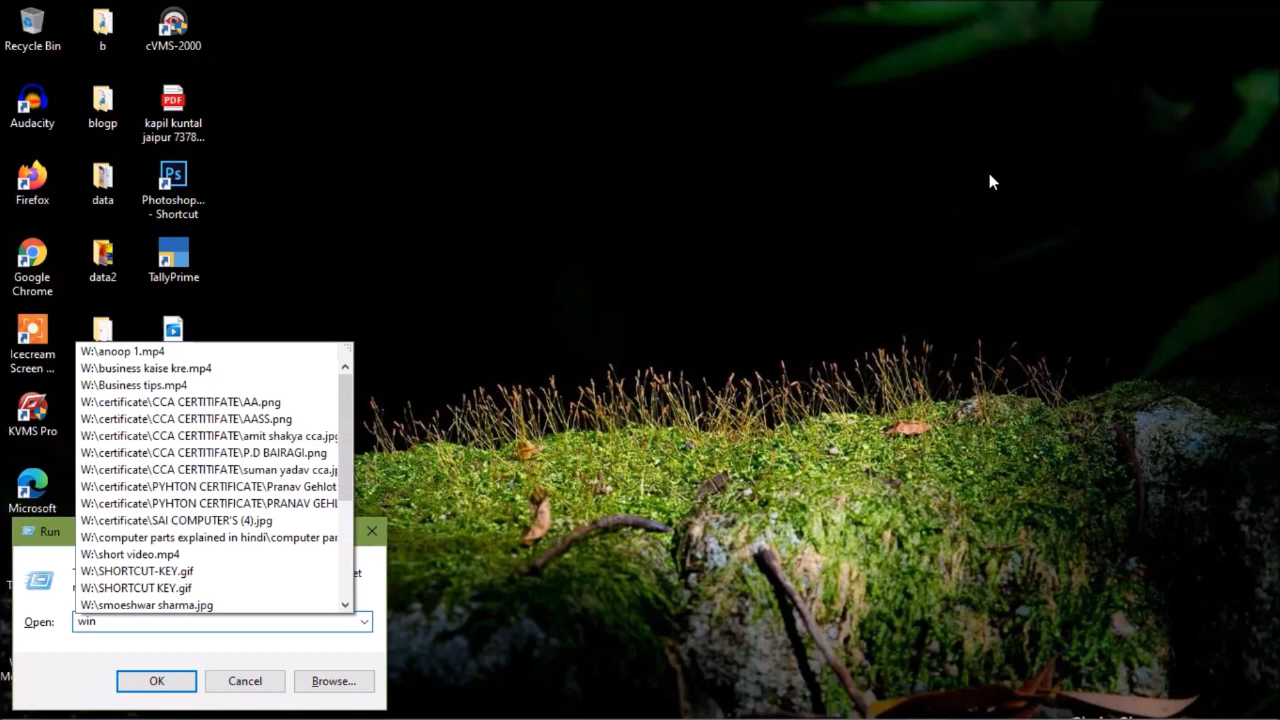 Recycle Bin
b
cVMS-2000
Audacity
blogp
PDF
kapil kuntal
jaipur 7378...
Firefox
data
Ps
Photoshop...
- Shortcut
Google
Chrome
data2
TallyPrime
Icecream
Screen ...
KVMS Pro
Microsoft
W:\anoop 1.mp4
W:\business kaise kre.mp4
W:\Business tips.mp4
W:\certificate\CCA CERTITIFATE\AA.png
W:\certificate\CCA CERTITIFATE\AASS.png
W:\certificate\CCA CERTITIFATE\amit shakya cca.jpg
W:\certificate\CCA CERTITIFATE\P.D BAIRAGI.png
W:\certificate\CCA CERTITIFATE\suman yadav cca.jp
W:\certificate\PYHTON CERTIFICATE\Pranav Gehlot
W:\certificate\PYHTON CERTIFICATE\PRANAV GEHL
W:\certificate\SAI COMPUTER'S (4).jpg
W:\computer parts explained in hindi\computer par
W:\short video.mp4
W:\SHORTCUT-KEY.gif
W:\SHORTCUT KEY.gif
W:\smoeshwar sharma.jpg
Run
Open:
win
OK
Cancel
Browse...